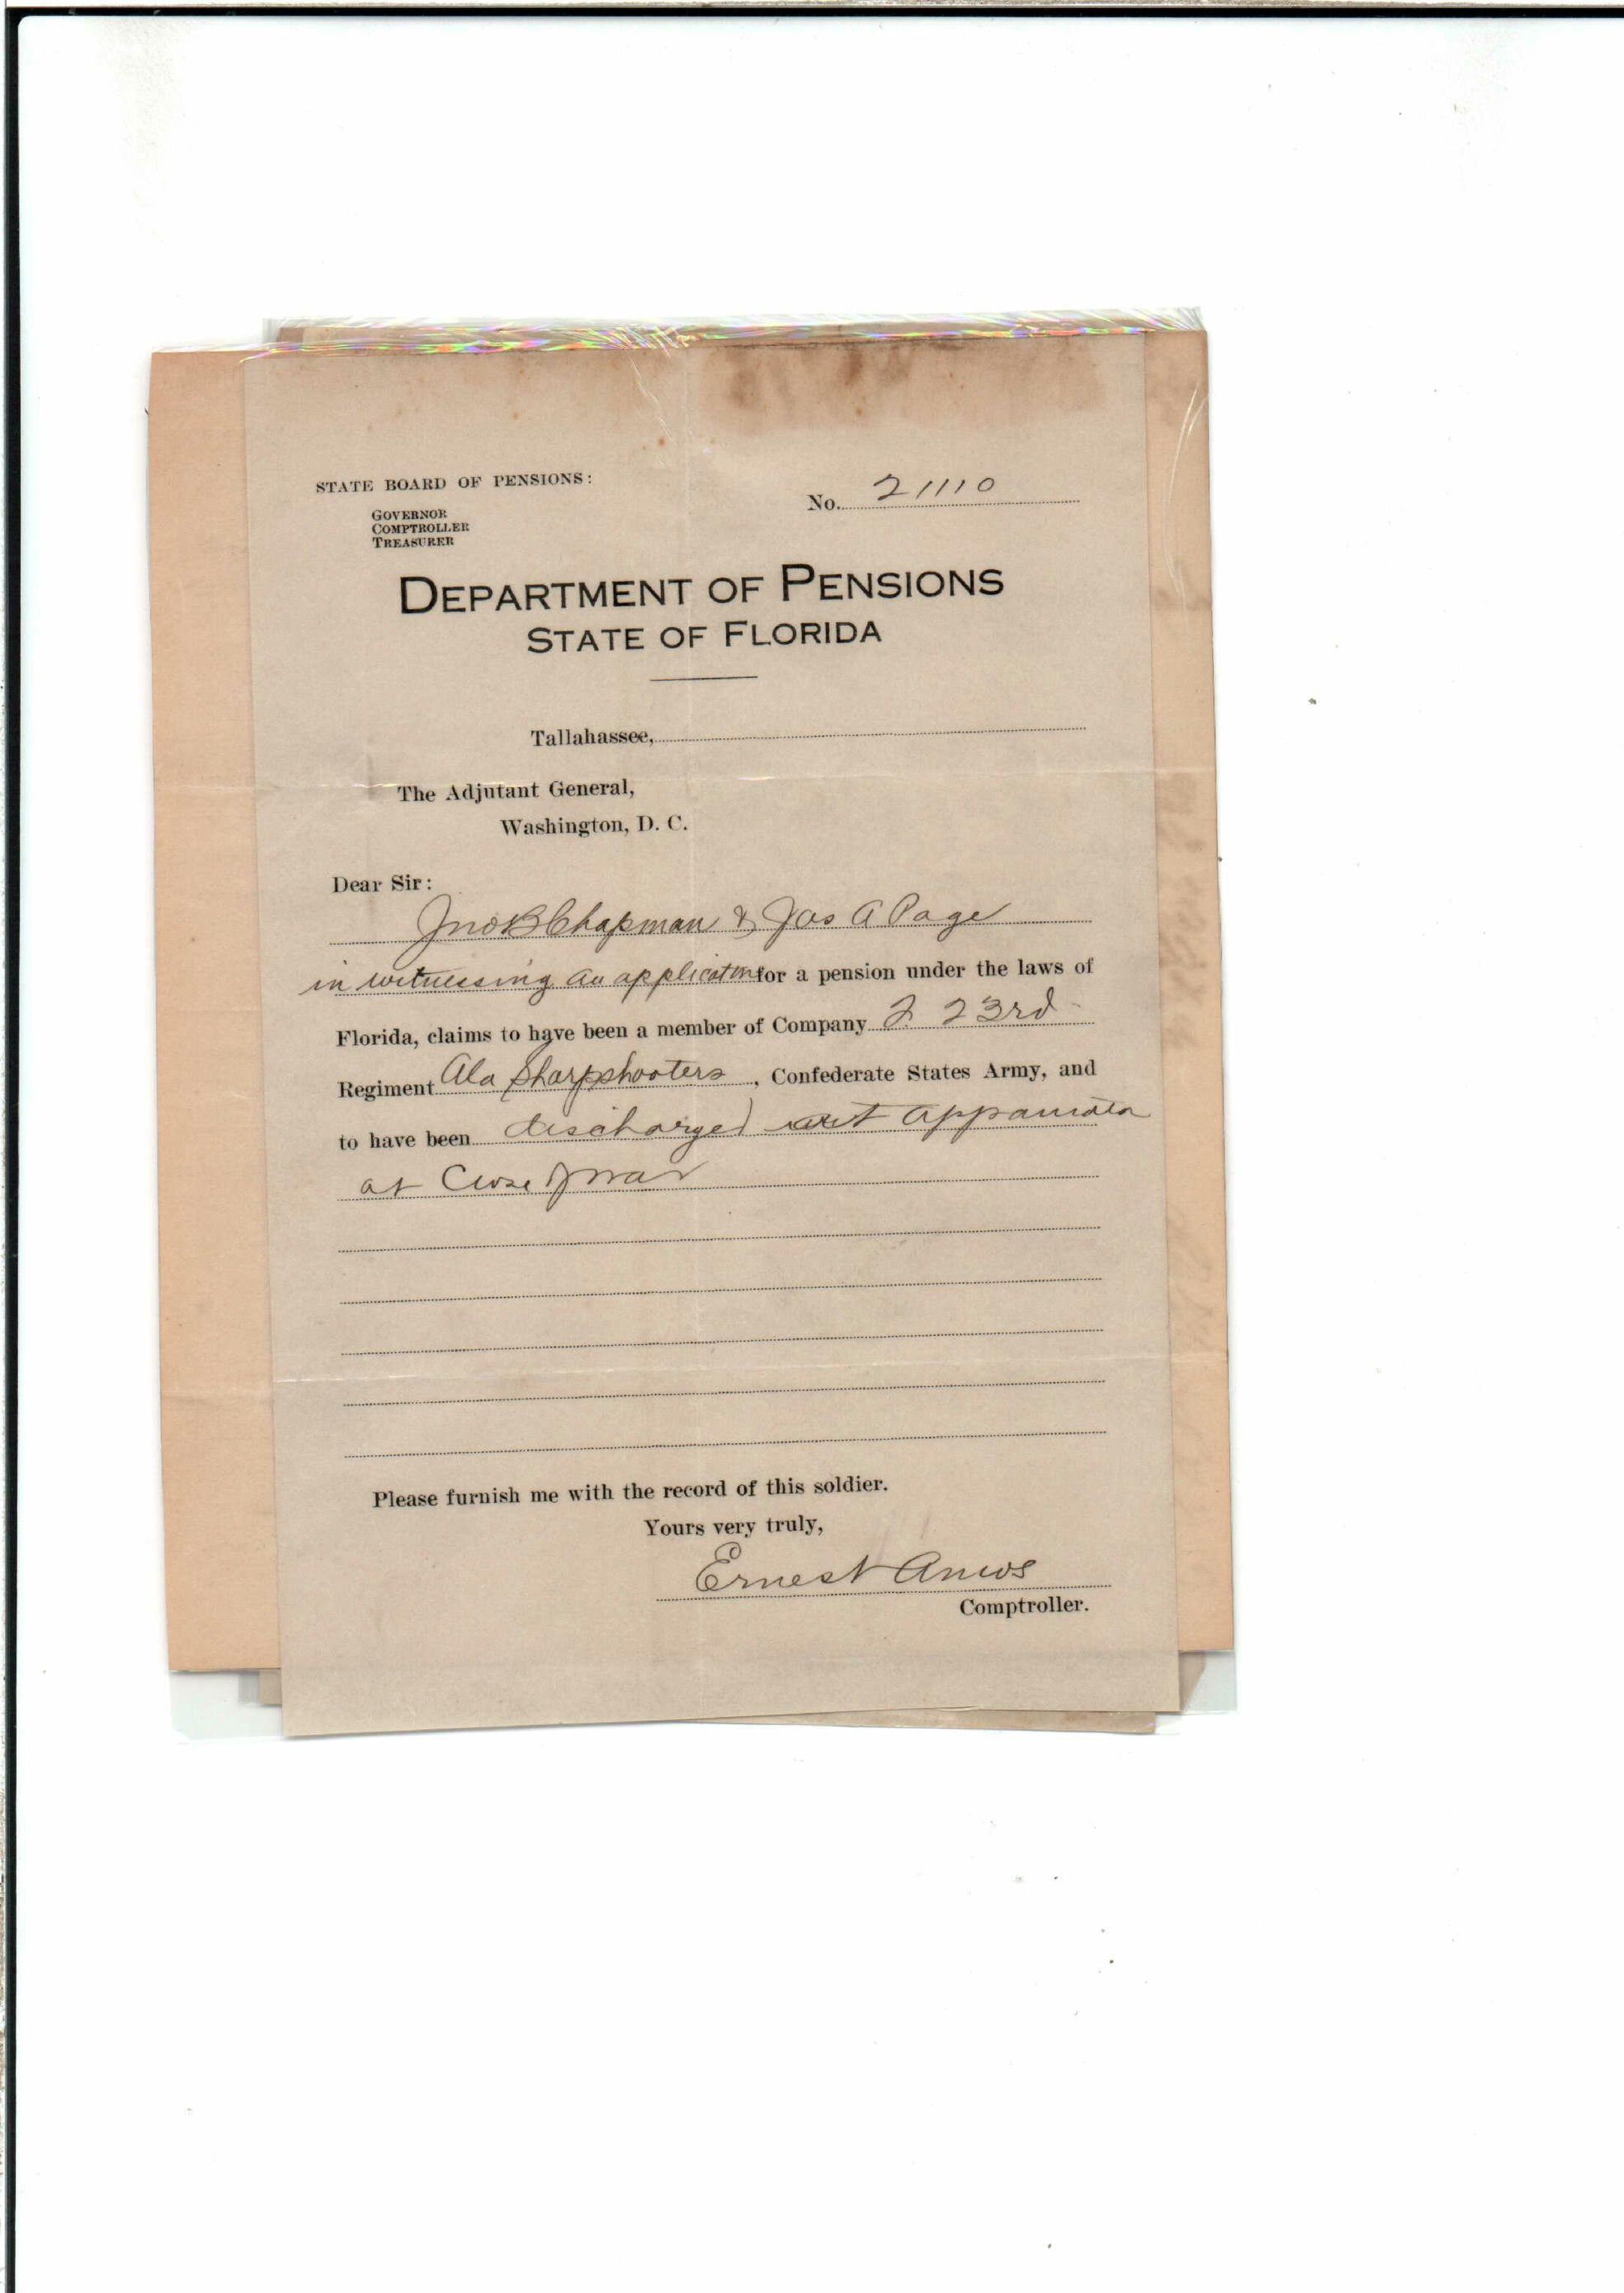 STATE BOARD OF PENSIONS:
GOVERNOR
COMPTROLLER
TREASURER
No. 21110
DEPARTMENT OF PENSIONS
STATE OF FLORIDA
Tallahassee,
The Adjutant General,
Washington, D. C.
Dear Sir:
Jno B Chapman & Jas A Page
in witnessing an application for a pension under the laws of
Florida, claims to have been a member of Company 23rd
Regiment Ala Sharpshooters, Confederate States Army, and
to have been discharged at
at Close of war
Please furnish me with the record of this soldier.
Yours very truly,
Ernest Amos
Comptroller.